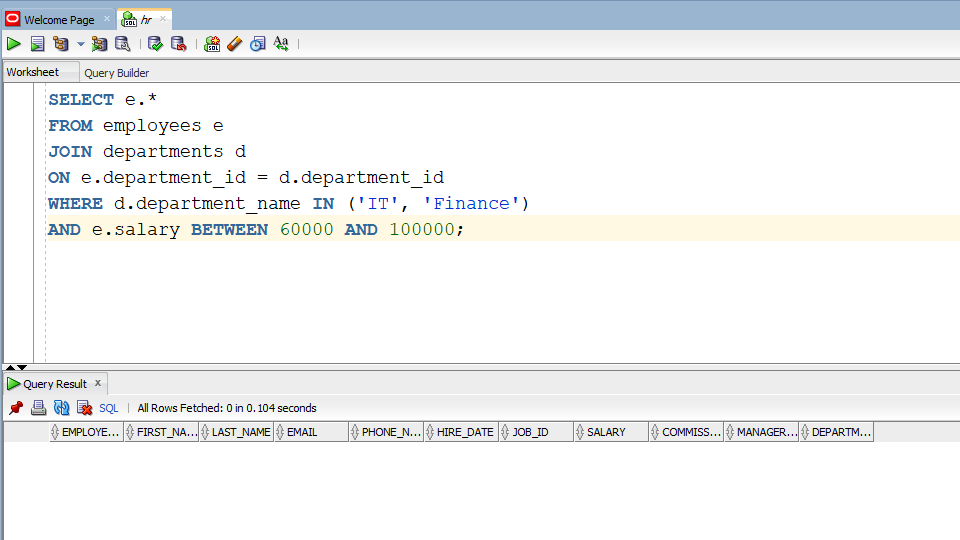 Welcome Page hr
Worksheet Query Builder
SELECT e.*
FROM employees e
JOIN departments d
ON e.department_id = d.department_id
WHERE d.department_name IN ('IT', 'Finance')
AND e.salary BETWEEN 60000 AND 100000;
Query Result x
SQL All Rows Fetched: 0 in 0.104 seconds
EMPLOYE... FIRST_NA... LAST_NAME EMAIL PHONE_N... HIRE_DATE JOB_ID SALARY COMMISS... MANAGER... DEPARTM...